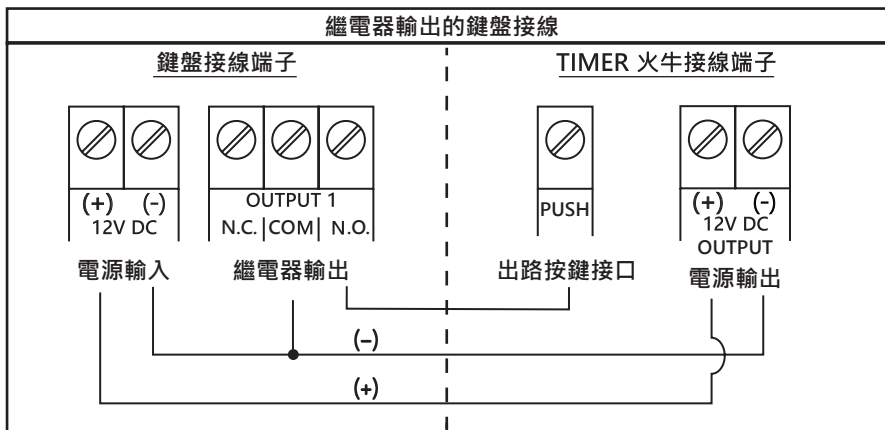 繼電器輸出的鍵盤接線
鍵盤接線端子
TIMER 火牛接線端子
(+) (-)
12V DC
OUTPUT 1
N.C. COM N.O.
PUSH
(+) (-)
12V DC
OUTPUT
電源輸入
繼電器輸出
出路按鍵接口
電源輸出
(–)
(+)